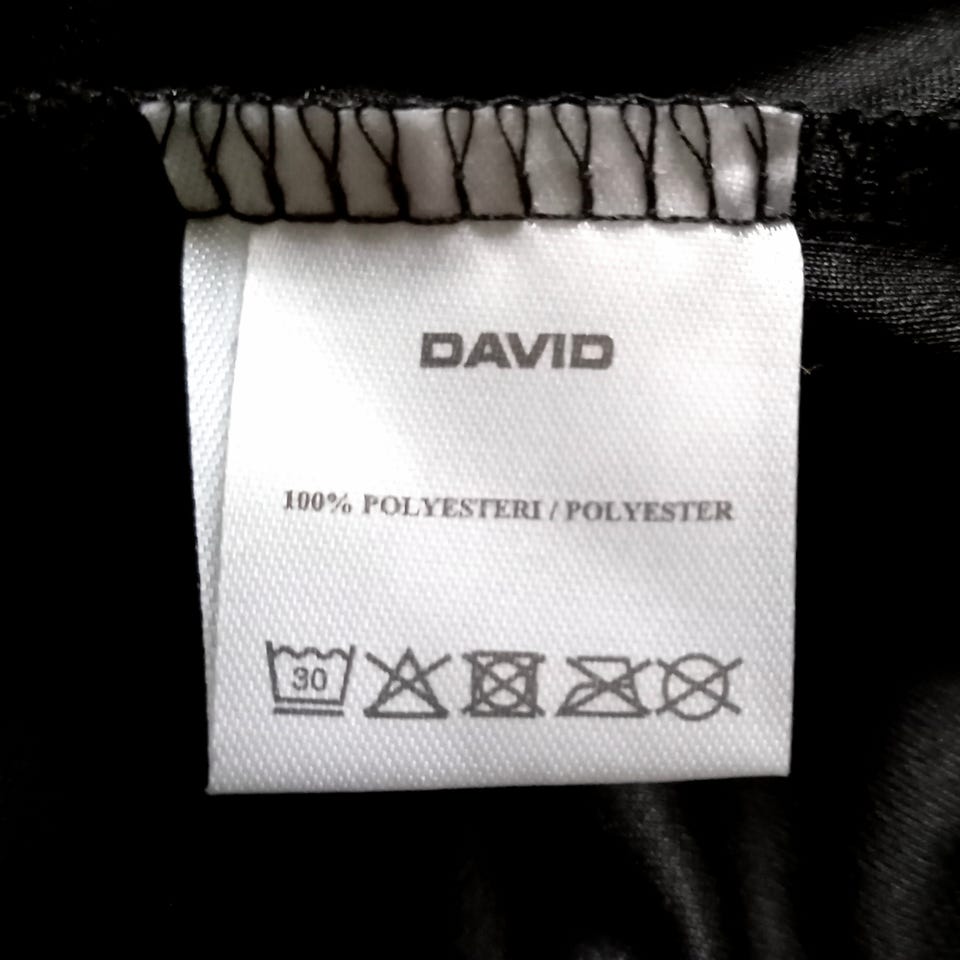 DAVID
100% POLYESTERI / POLYESTER
30